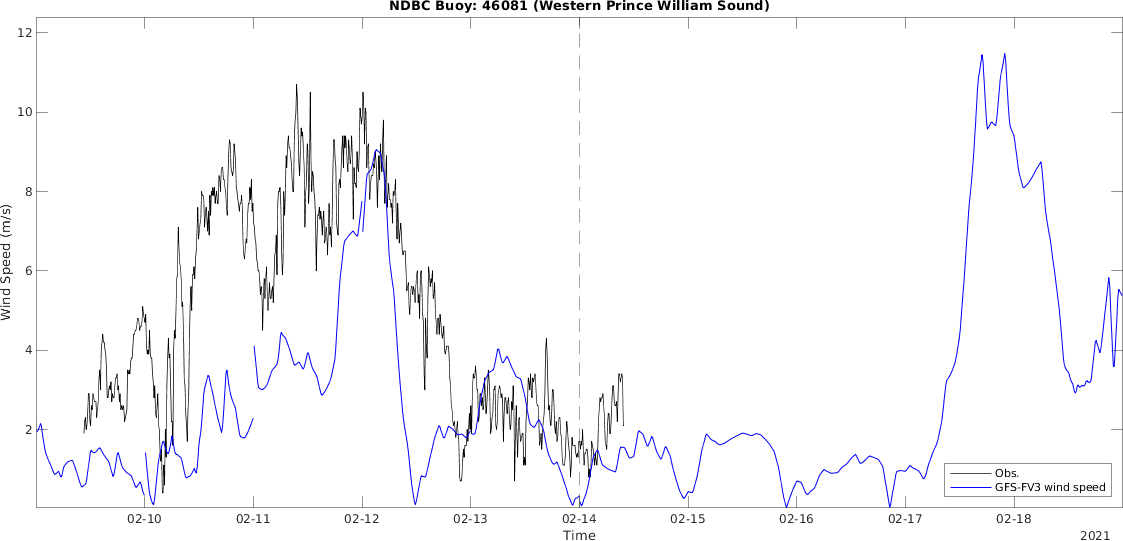 NDBC Buoy: 46081 (Western Prince William Sound)
12
10
8
6
4
2
Wind Speed (m/s)
Obs.
GFS-FV3 wind speed
02-10 02-11 02-12 02-13 02-14 02-15 02-16 02-17 02-18
Time
2021